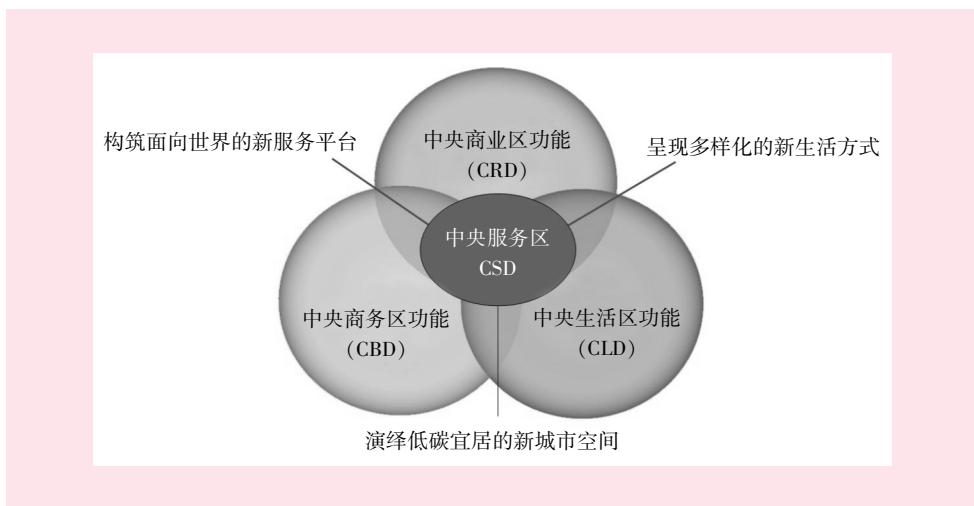 构筑面向世界的新服务平台
中央商业区功能
（CRD）
呈现多样化的新生活方式
中央服务区
CSD
中央商务区功能
（CBD）
中央生活区功能
（CLD）
演绎低碳宜居的新城市空间